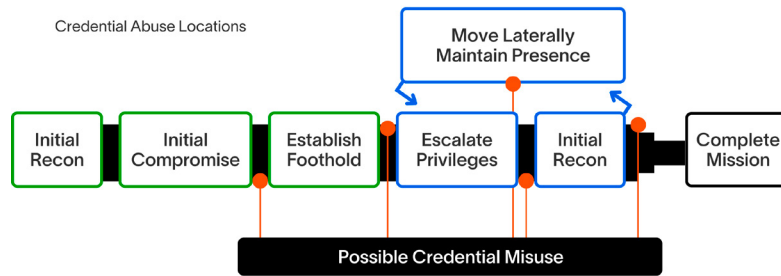 Credential Abuse Locations
Move Laterally
Maintain Presence
Initial
Recon
Initial
Compromise
Establish
Foothold
Escalate
Privileges
Initial
Recon
Complete
Mission
Possible Credential Misuse